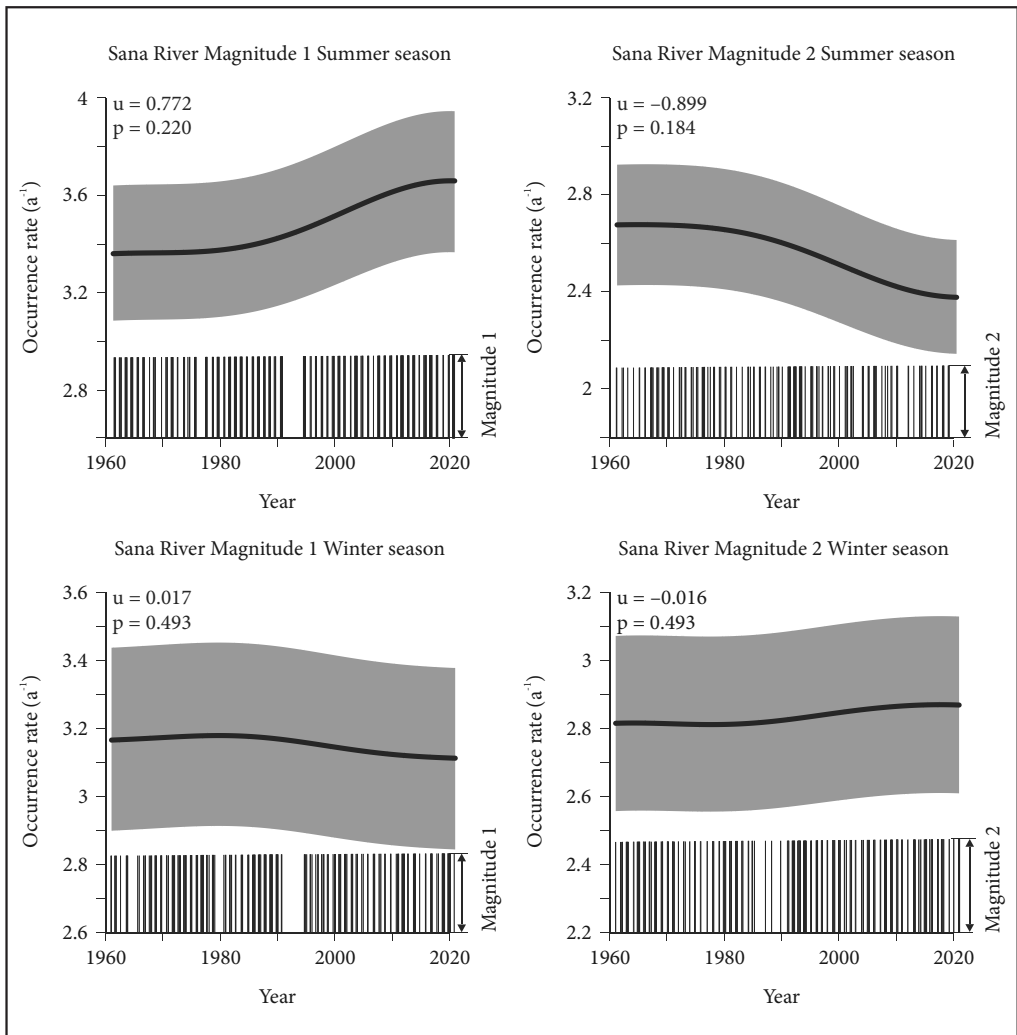 Sana River Magnitude 1 Summer season
u = 0.772
p = 0.220
Occurrence rate (a⁻¹)
4
3.6
3.2
2.8
Magnitude 1
1960 1980 2000 2020
Year
Sana River Magnitude 2 Summer season
u = –0.899
p = 0.184
Occurrence rate (a⁻¹)
3.2
2.8
2.4
2
Magnitude 2
1960 1980 2000 2020
Year
Sana River Magnitude 1 Winter season
u = 0.017
p = 0.493
Occurrence rate (a⁻¹)
3.6
3.4
3.2
3
2.8
2.6
Magnitude 1
1960 1980 2000 2020
Year
Sana River Magnitude 2 Winter season
u = –0.016
p = 0.493
Occurrence rate (a⁻¹)
3.2
3
2.8
2.6
2.4
2.2
Magnitude 2
1960 1980 2000 2020
Year